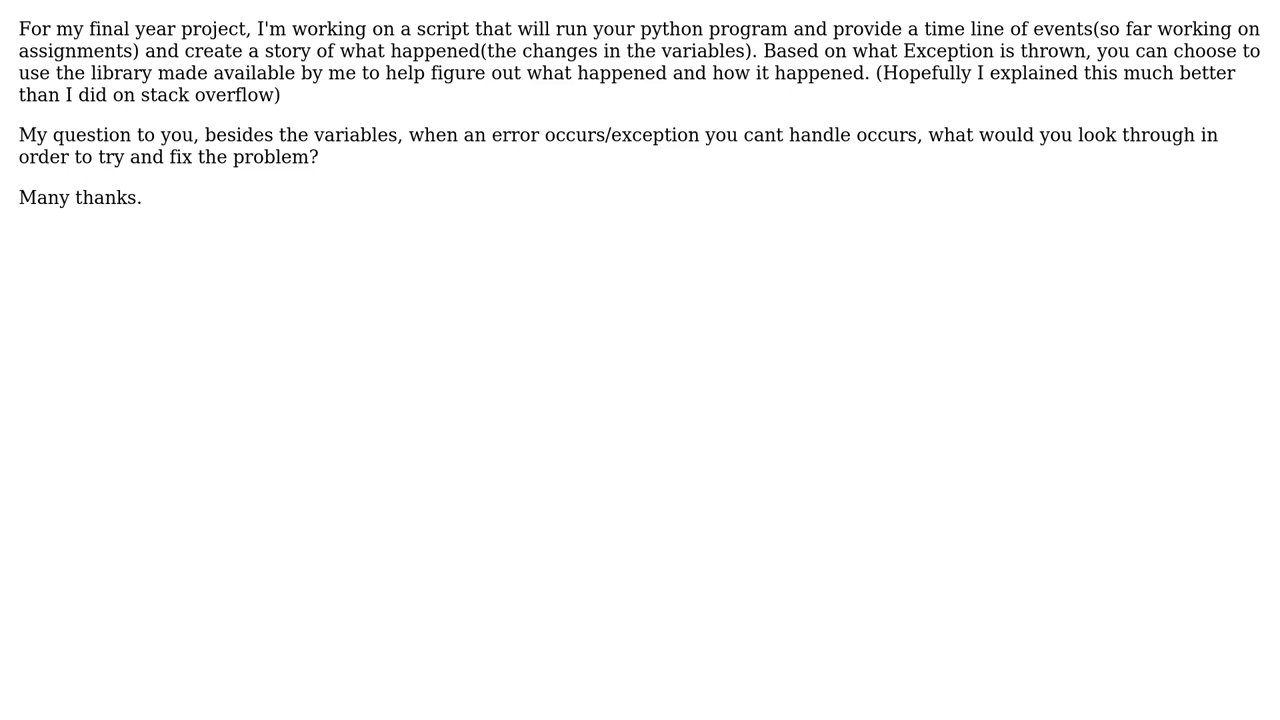 For my final year project, I'm working on a script that will run your python program and provide a time line of events(so far working on
assignments) and create a story of what happened(the changes in the variables). Based on what Exception is thrown, you can choose to
use the library made available by me to help figure out what happened and how it happened. (Hopefully I explained this much better
than I did on stack overflow)
My question to you, besides the variables, when an error occurs/exception you cant handle occurs, what would you look through in
order to try and fix the problem?
Many thanks.